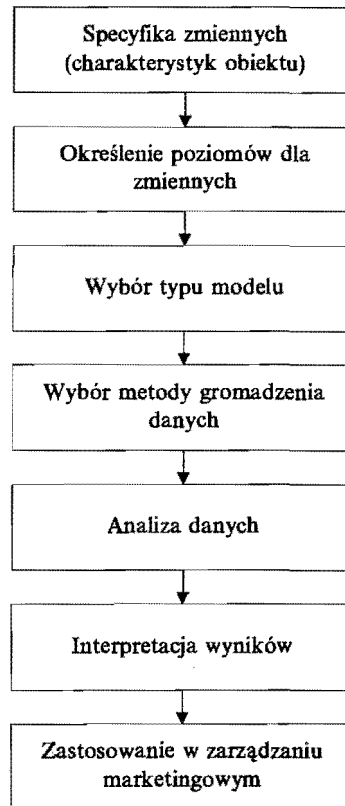 Specyfika zmiennych
(charakterystyk obiektu)
Określenie poziomów dla
zmiennych
Wybór typu modelu
Wybór metody gromadzenia
danych
Analiza danych
Interpretacja wyników
Zastosowanie w zarządzaniu
marketingowym